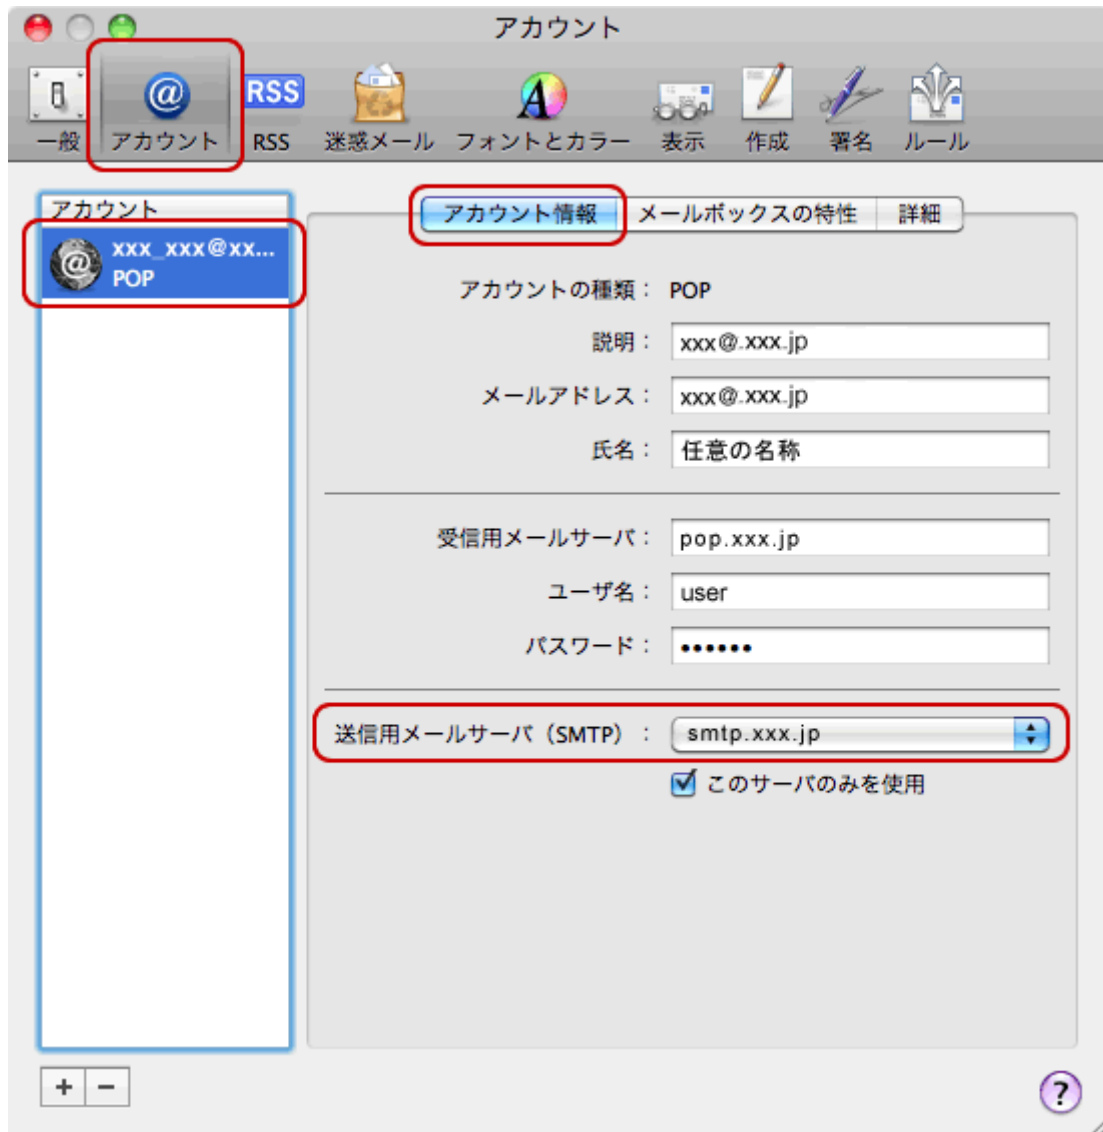 アカウント
一般 アカウント RSS RSS 迷惑メール フォントとカラー 表示 作成 署名 ルール
アカウント
xxx_xxx@xx...
POP
アカウント情報 メールボックスの特性 詳細
アカウントの種類： POP
説明： xxx@.xxx.jp
メールアドレス： xxx@.xxx.jp
氏名： 任意の名称
受信用メールサーバ： pop.xxx.jp
ユーザ名： user
パスワード： ••••••
送信用メールサーバ（SMTP）： smtp.xxx.jp
このサーバのみを使用
+ −
?